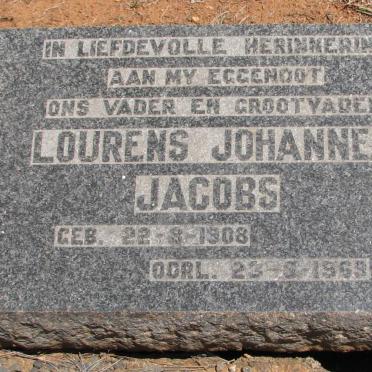 IN LIEFDEVOLLE HERINNERIN
AAN MY EGGENOOT
ONS VADER EN GROOTVADER
LOURENS JOHANNE
JACOBS
GEB. 22-8-1908
OORL. 23-3-1969